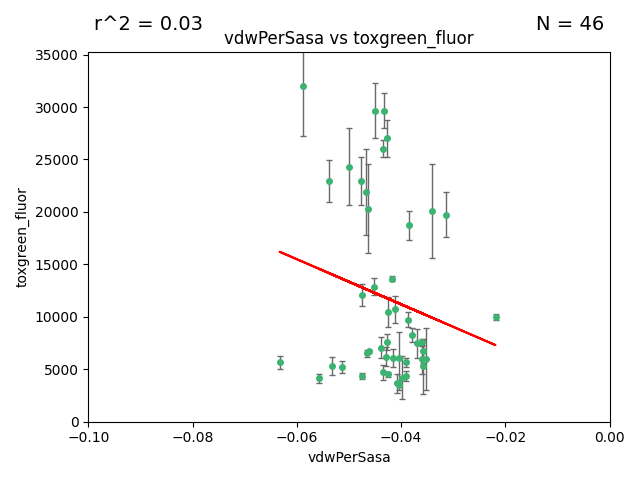 r^2 = 0.03
N = 46
vdwPerSasa vs toxgreen_fluor
35000
30000
25000
20000
15000
10000
5000
0
toxgreen_fluor
−0.10
−0.08
−0.06
−0.04
−0.02
0.00
vdwPerSasa